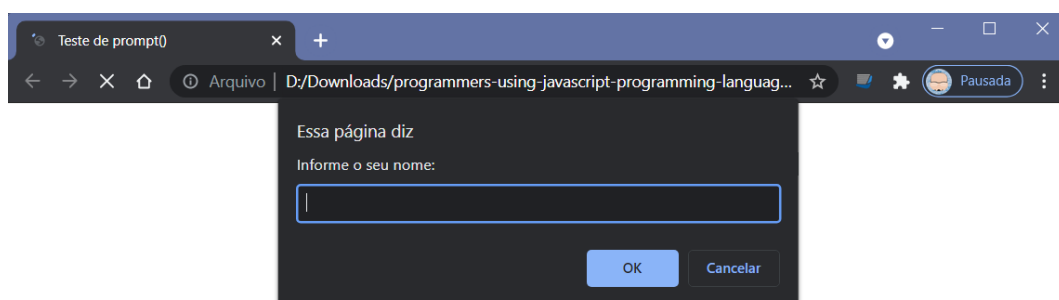 Teste de prompt()
Arquivo | D:/Downloads/programmers-using-javascript-programming-languag...
Pausada
Essa página diz
Informe o seu nome:
OK
Cancelar